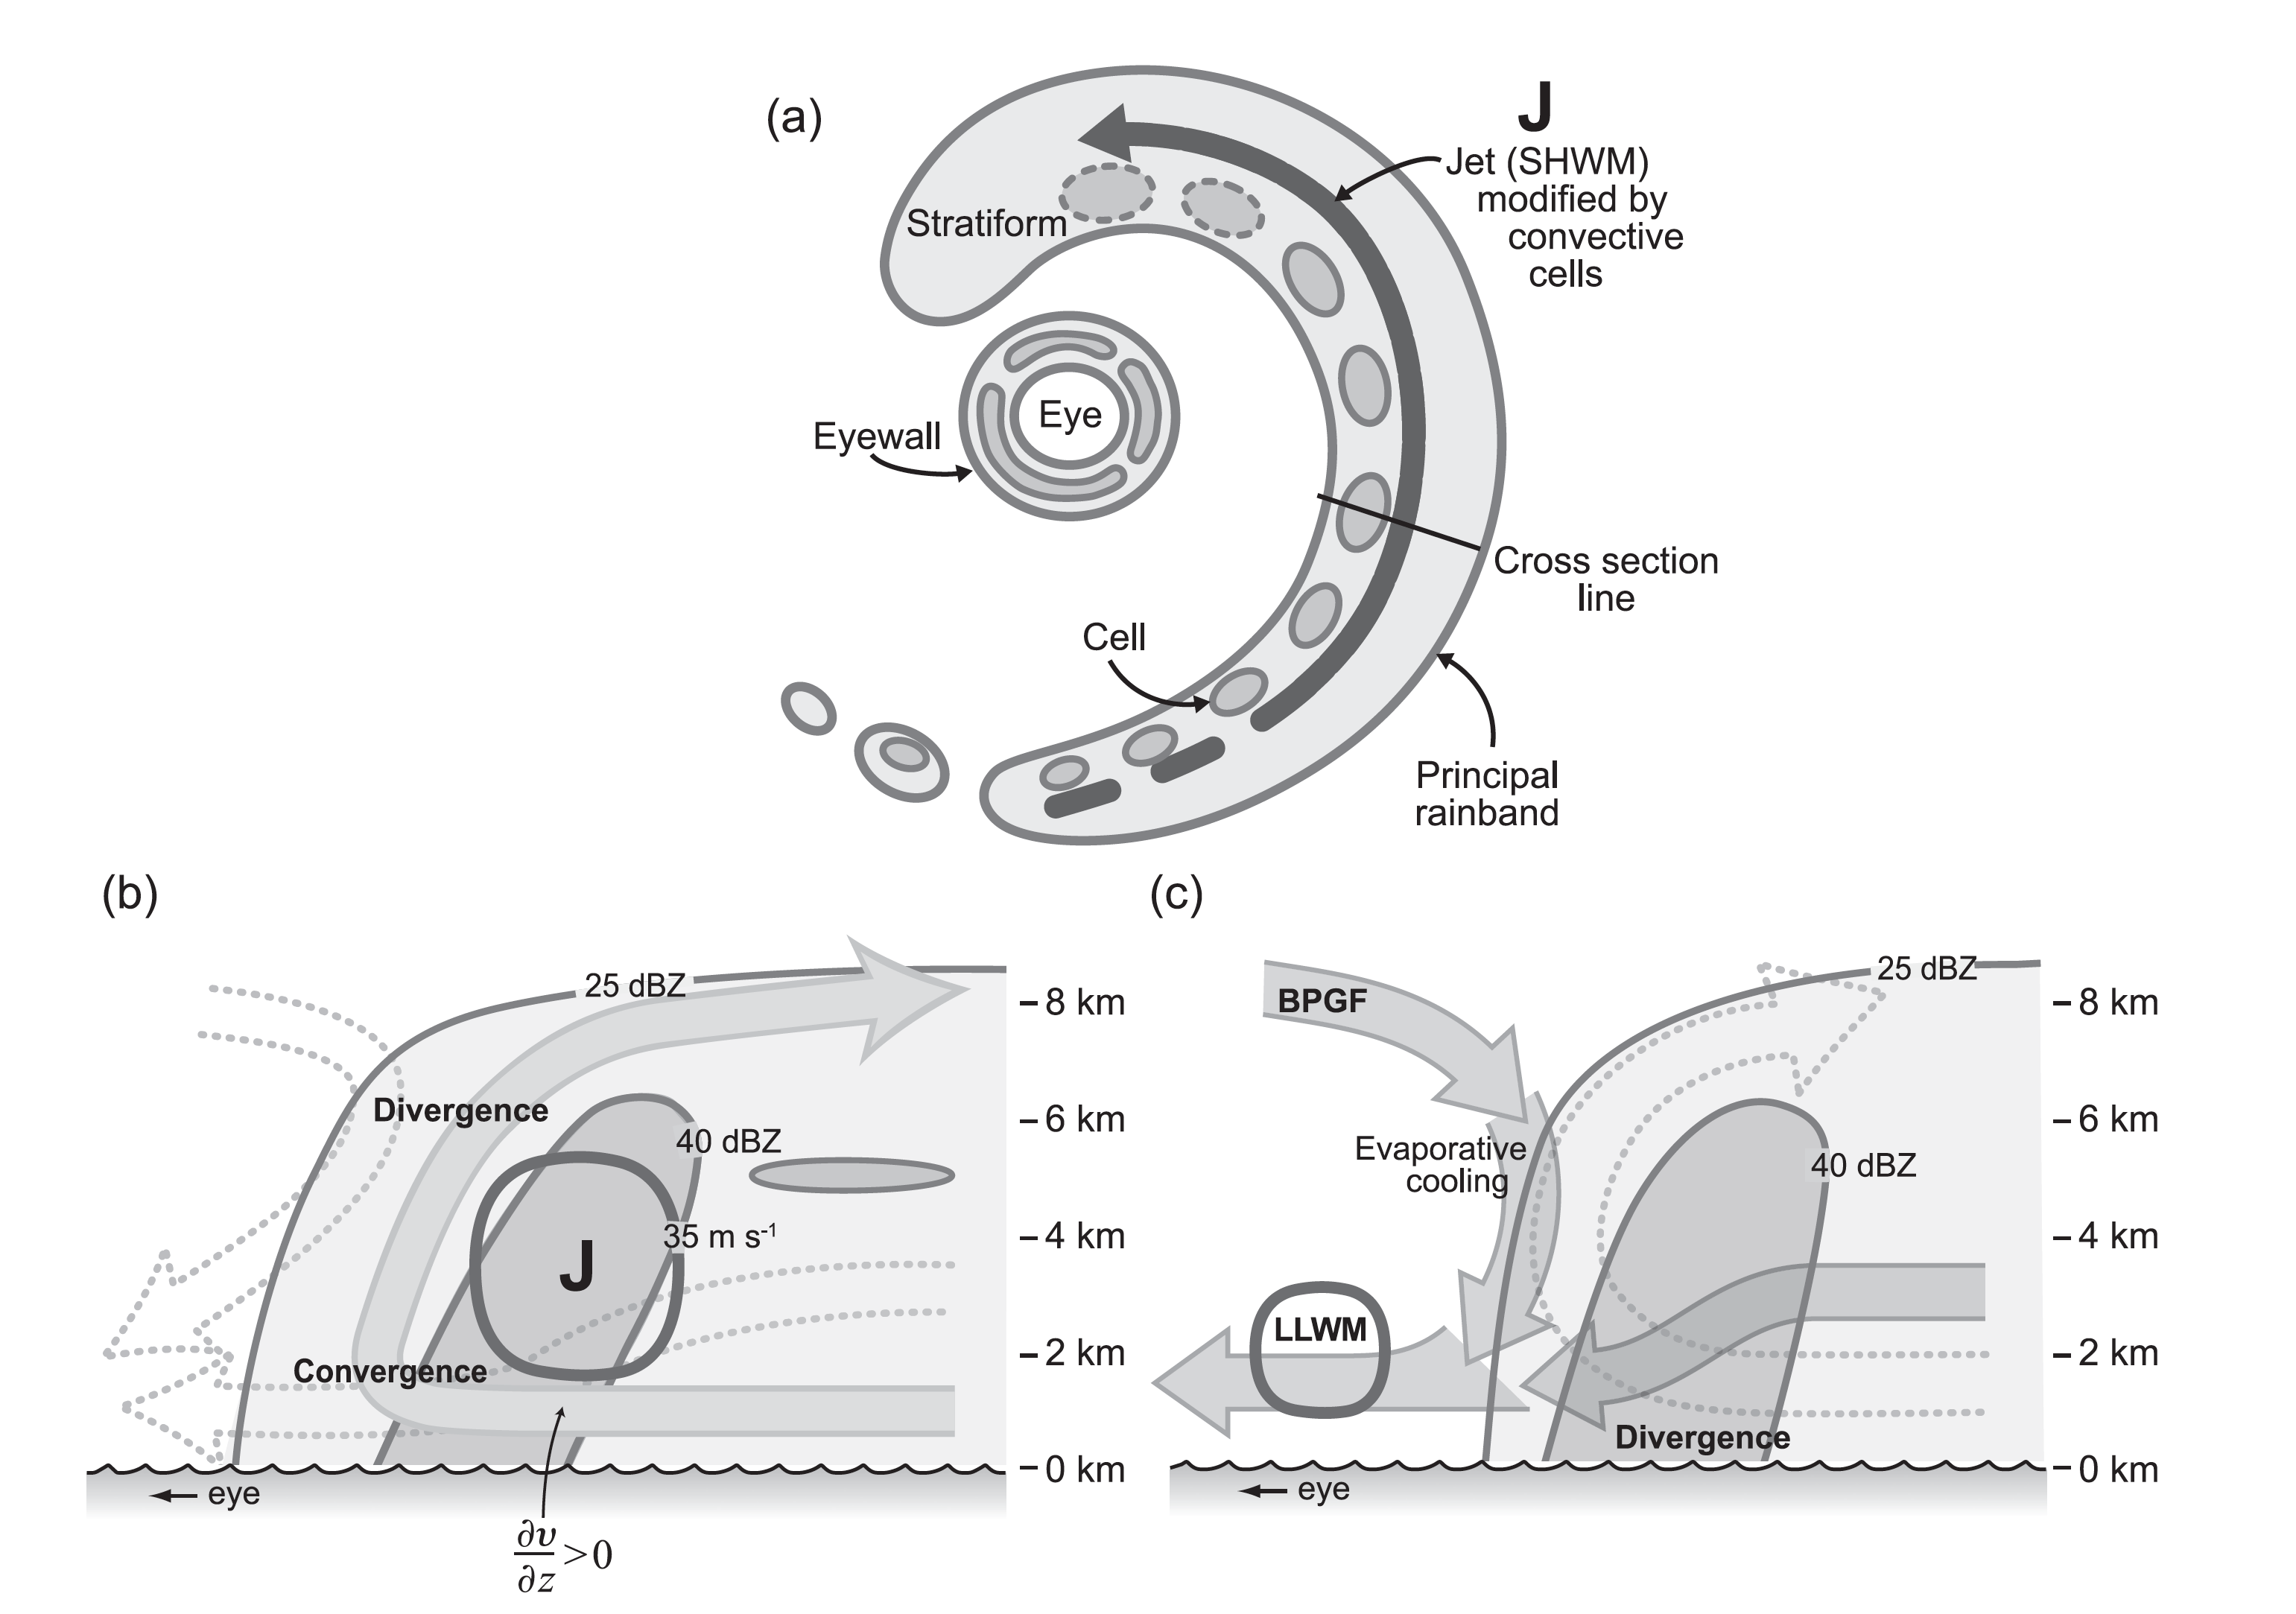 (a)
J
Jet (SHWM)
modified by
convective
cells
Stratiform
Eye
Eyewall
Cross section
line
Cell
Principal
rainband
(b)
25 dBZ
8 km
Divergence
6 km
40 dBZ
35 m s⁻¹
4 km
J
2 km
Convergence
0 km
eye
∂υ/∂z >0
(c)
25 dBZ
BPGF
8 km
6 km
Evaporative
cooling
40 dBZ
4 km
LLWM
2 km
Divergence
0 km
eye